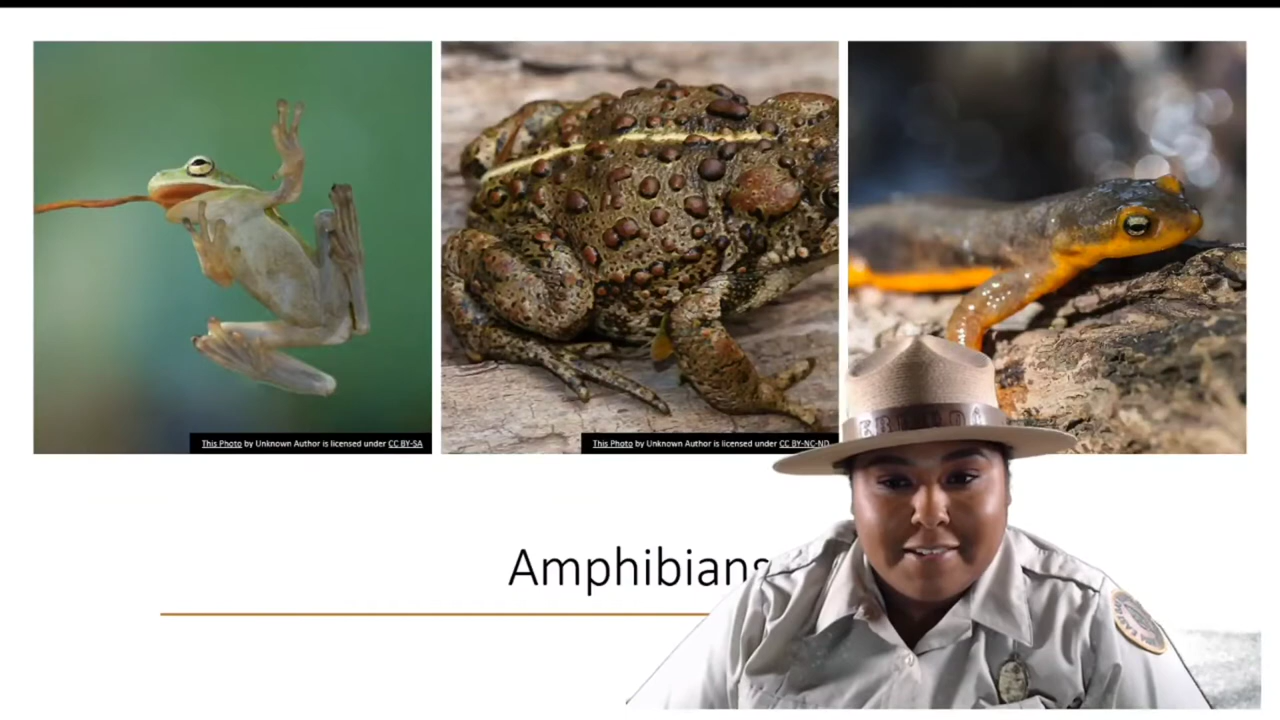 This Photo by Unknown Author is licensed under CC BY-SA
This Photo by Unknown Author is licensed under CC BY-NC-ND
Amphibians